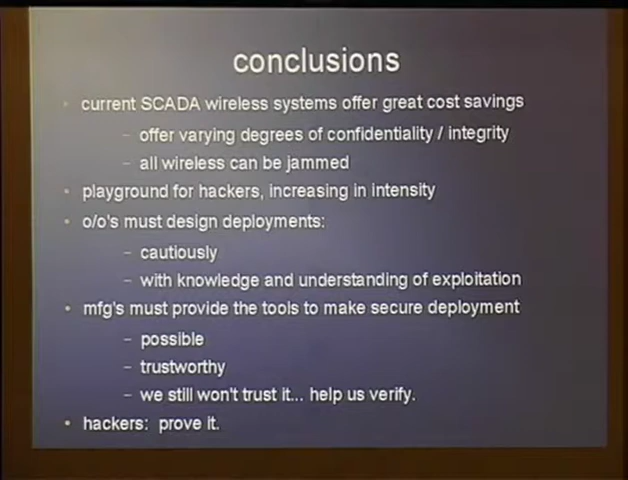 conclusions
• current SCADA wireless systems offer great cost savings
– offer varying degrees of confidentiality / integrity
– all wireless can be jammed
• playground for hackers, increasing in intensity
• o/o's must design deployments:
– cautiously
– with knowledge and understanding of exploitation
• mfg's must provide the tools to make secure deployment
– possible
– trustworthy
– we still won't trust it... help us verify.
• hackers: prove it.